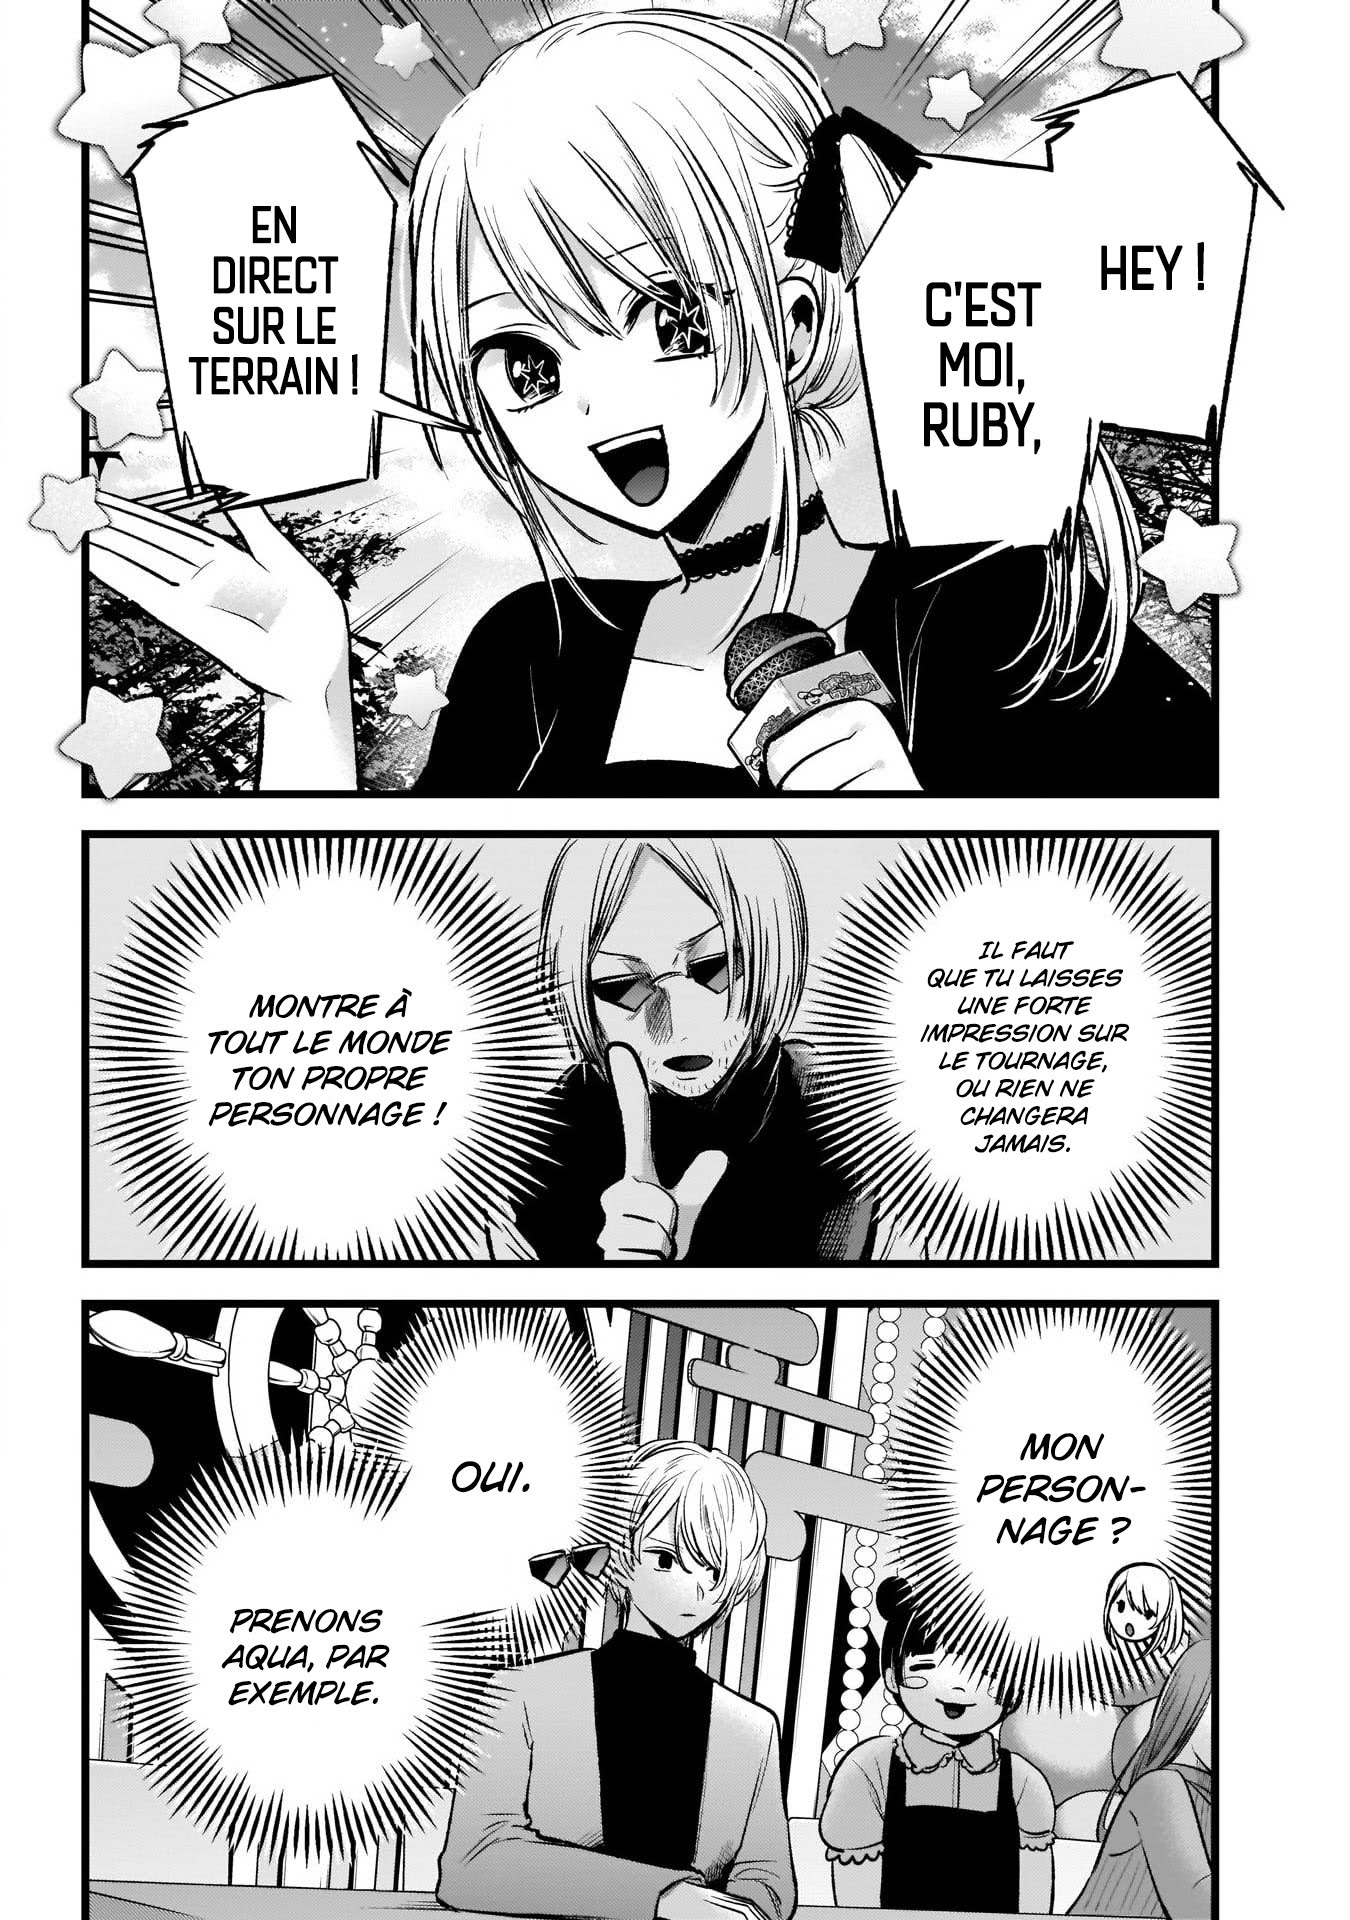 HEY !
C'EST
MOI,
RUBY,
EN
DIRECT
SUR LE
TERRAIN !
IL FAUT
QUE TU LAISSES
UNE FORTE
IMPRESSION SUR
LE TOURNAGE,
OU RIEN NE
CHANGERA
JAMAIS.
MONTRE À
TOUT LE MONDE
TON PROPRE
PERSONNAGE !
MON
PERSON-
NAGE ?
OUI.
PRENONS
AQUA, PAR
EXEMPLE.